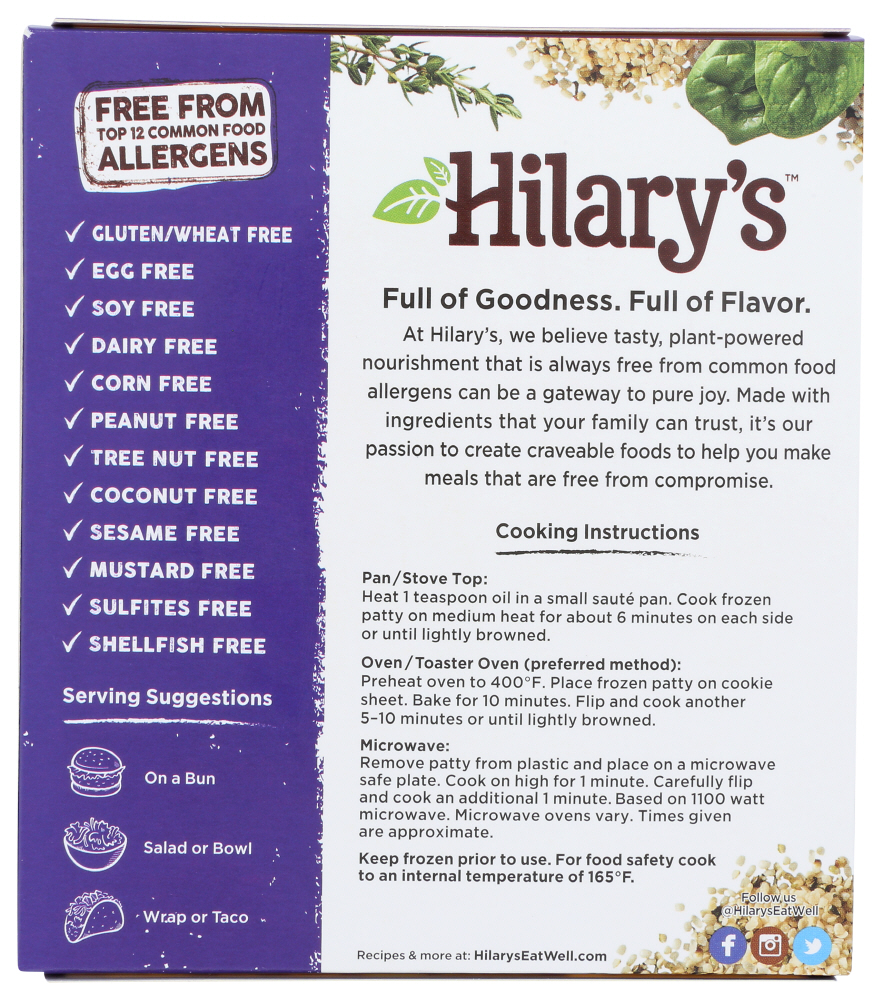 FREE FROM
TOP 12 COMMON FOOD
ALLERGENS
✓ GLUTEN/WHEAT FREE
✓ EGG FREE
✓ SOY FREE
✓ DAIRY FREE
✓ CORN FREE
✓ PEANUT FREE
✓ TREE NUT FREE
✓ COCONUT FREE
✓ SESAME FREE
✓ MUSTARD FREE
✓ SULFITES FREE
✓ SHELLFISH FREE
Serving Suggestions
On a Bun
Salad or Bowl
Wrap or Taco
Hilary's™
Full of Goodness. Full of Flavor.
At Hilary's, we believe tasty, plant-powered
nourishment that is always free from common food
allergens can be a gateway to pure joy. Made with
ingredients that your family can trust, it's our
passion to create craveable foods to help you make
meals that are free from compromise.
Cooking Instructions
Pan/Stove Top:
Heat 1 teaspoon oil in a small sauté pan. Cook frozen
patty on medium heat for about 6 minutes on each side
or until lightly browned.
Oven/Toaster Oven (preferred method):
Preheat oven to 400°F. Place frozen patty on cookie
sheet. Bake for 10 minutes. Flip and cook another
5–10 minutes or until lightly browned.
Microwave:
Remove patty from plastic and place on a microwave
safe plate. Cook on high for 1 minute. Carefully flip
and cook an additional 1 minute. Based on 1100 watt
microwave. Microwave ovens vary. Times given
are approximate.
Keep frozen prior to use. For food safety cook
to an internal temperature of 165°F.
Follow us
@HilarysEatWell
Recipes & more at: HilarysEatWell.com